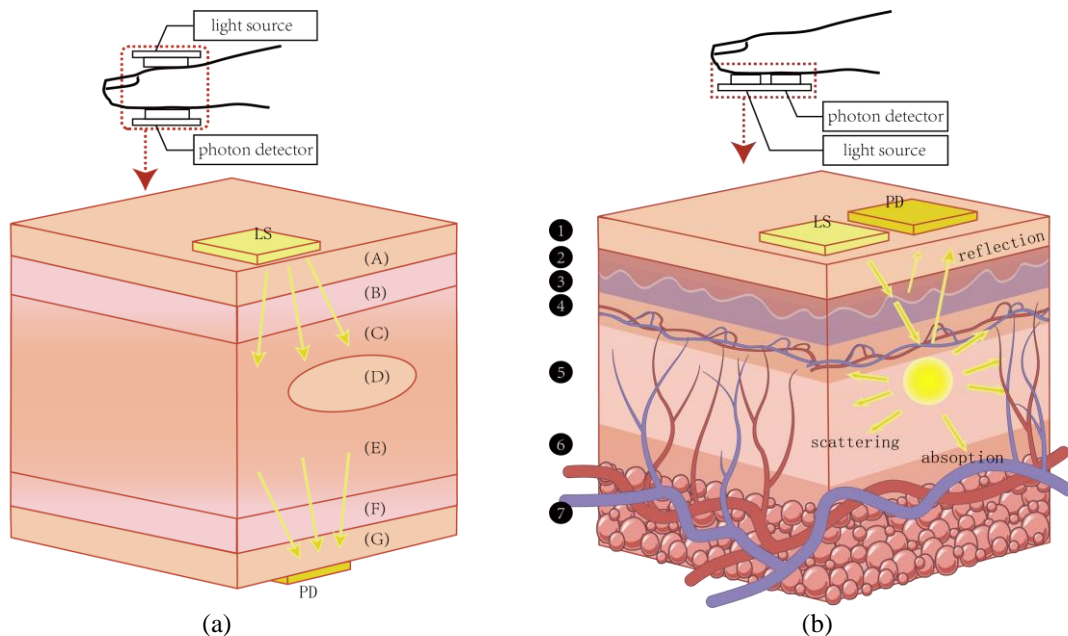 light source
photon detector
LS
(A)
(B)
(C)
(D)
(E)
(F)
(G)
PD
(a)
photon detector
light source
PD
LS
reflection
1
2
3
4
5
6
7
scattering
absoption
(b)